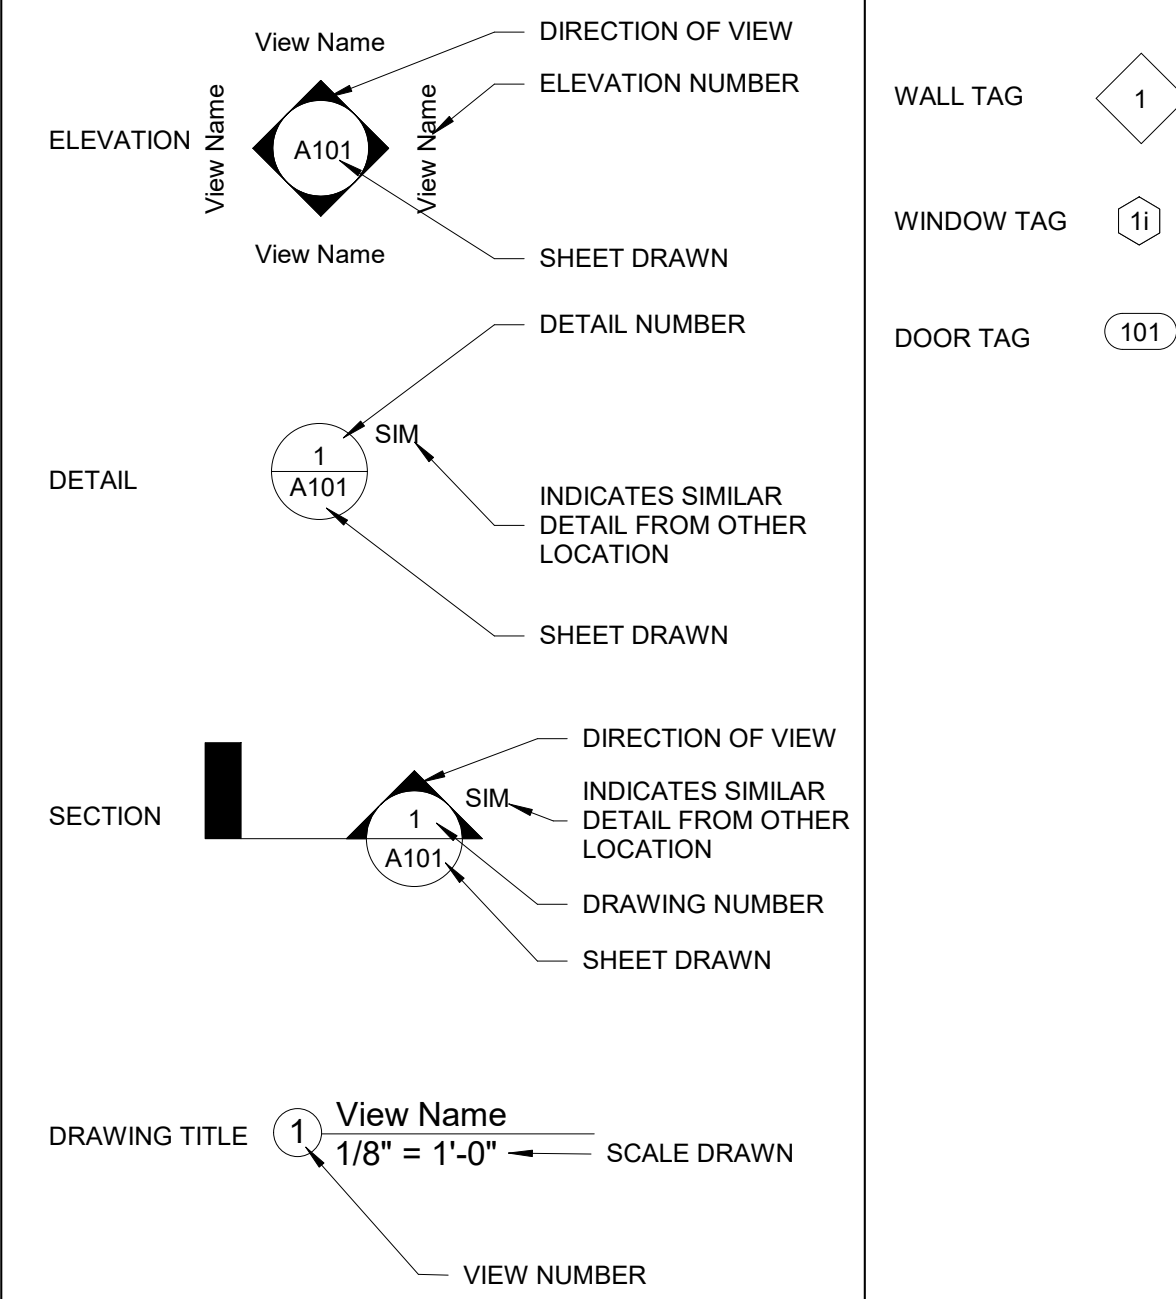 View Name
DIRECTION OF VIEW
ELEVATION NUMBER
ELEVATION
View Name
A101
View Name
View Name
SHEET DRAWN
DETAIL NUMBER
SIM
DETAIL
1
A101
INDICATES SIMILAR
DETAIL FROM OTHER
LOCATION
SHEET DRAWN
DIRECTION OF VIEW
SECTION
SIM
1
A101
INDICATES SIMILAR
DETAIL FROM OTHER
LOCATION
DRAWING NUMBER
SHEET DRAWN
DRAWING TITLE
1
View Name
1/8" = 1'-0"
SCALE DRAWN
VIEW NUMBER
WALL TAG
1
WINDOW TAG
1i
DOOR TAG
101